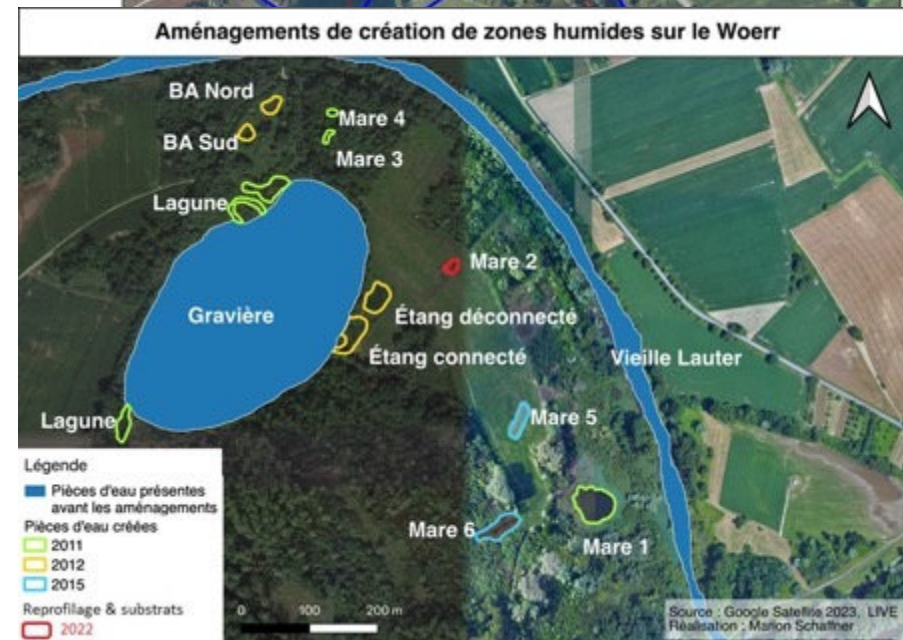 Aménagements de création de zones humides sur le Woerr
BA Nord
Mare 4
BA Sud
Mare 3
Lagune
Mare 2
Gravière
Étang déconnecté
Étang connecté
Vieille Lauter
Lagune
Mare 5
Mare 6
Mare 1
Légende
Pièces d'eau présentes
avant les aménagements
Pièces d'eau créées
2011
2012
2015
Reprofilage & substrats
2022
0 100 200 m
Source : Google Satellite 2023, LIVE
Réalisation : Marion Schaffner